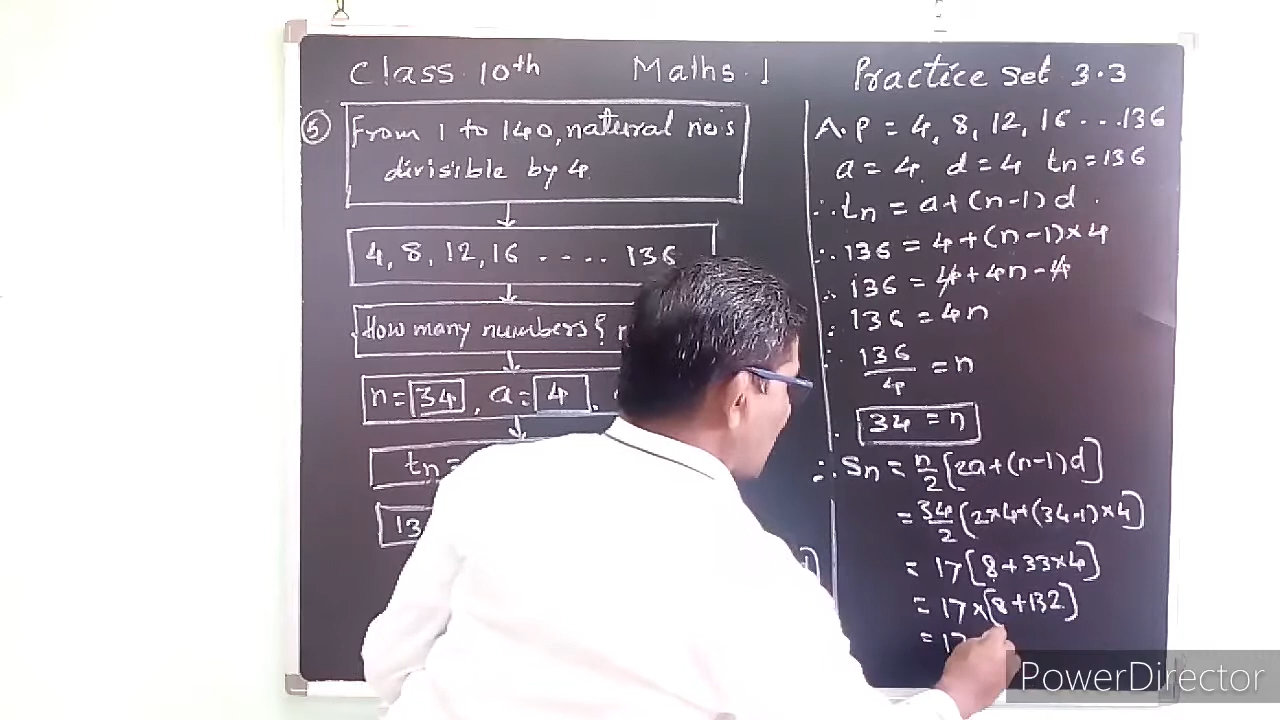 Class 10th Maths.1 Practice set 3.3
⑤ From 1 to 140, natural no's
divisible by 4
4, 8, 12, 16 .... 136
How many numbers?
n = 34, a = 4
tn =
13
A.P = 4, 8, 12, 16 ... 136
a = 4, d = 4 tn = 136
∴ tn = a + (n-1) d
∴ 136 = 4 + (n-1) × 4
∴ 136 = 4 + 4n - 4
∴ 136 = 4n
∴ 136/4 = n
∴ 34 = n
∴ Sn = n/2 [2a + (n-1) d]
= 34/2 [2×4 + (34-1) × 4]
= 17 [8 + 33×4]
= 17 × [8 + 132]
= 17
PowerDirector